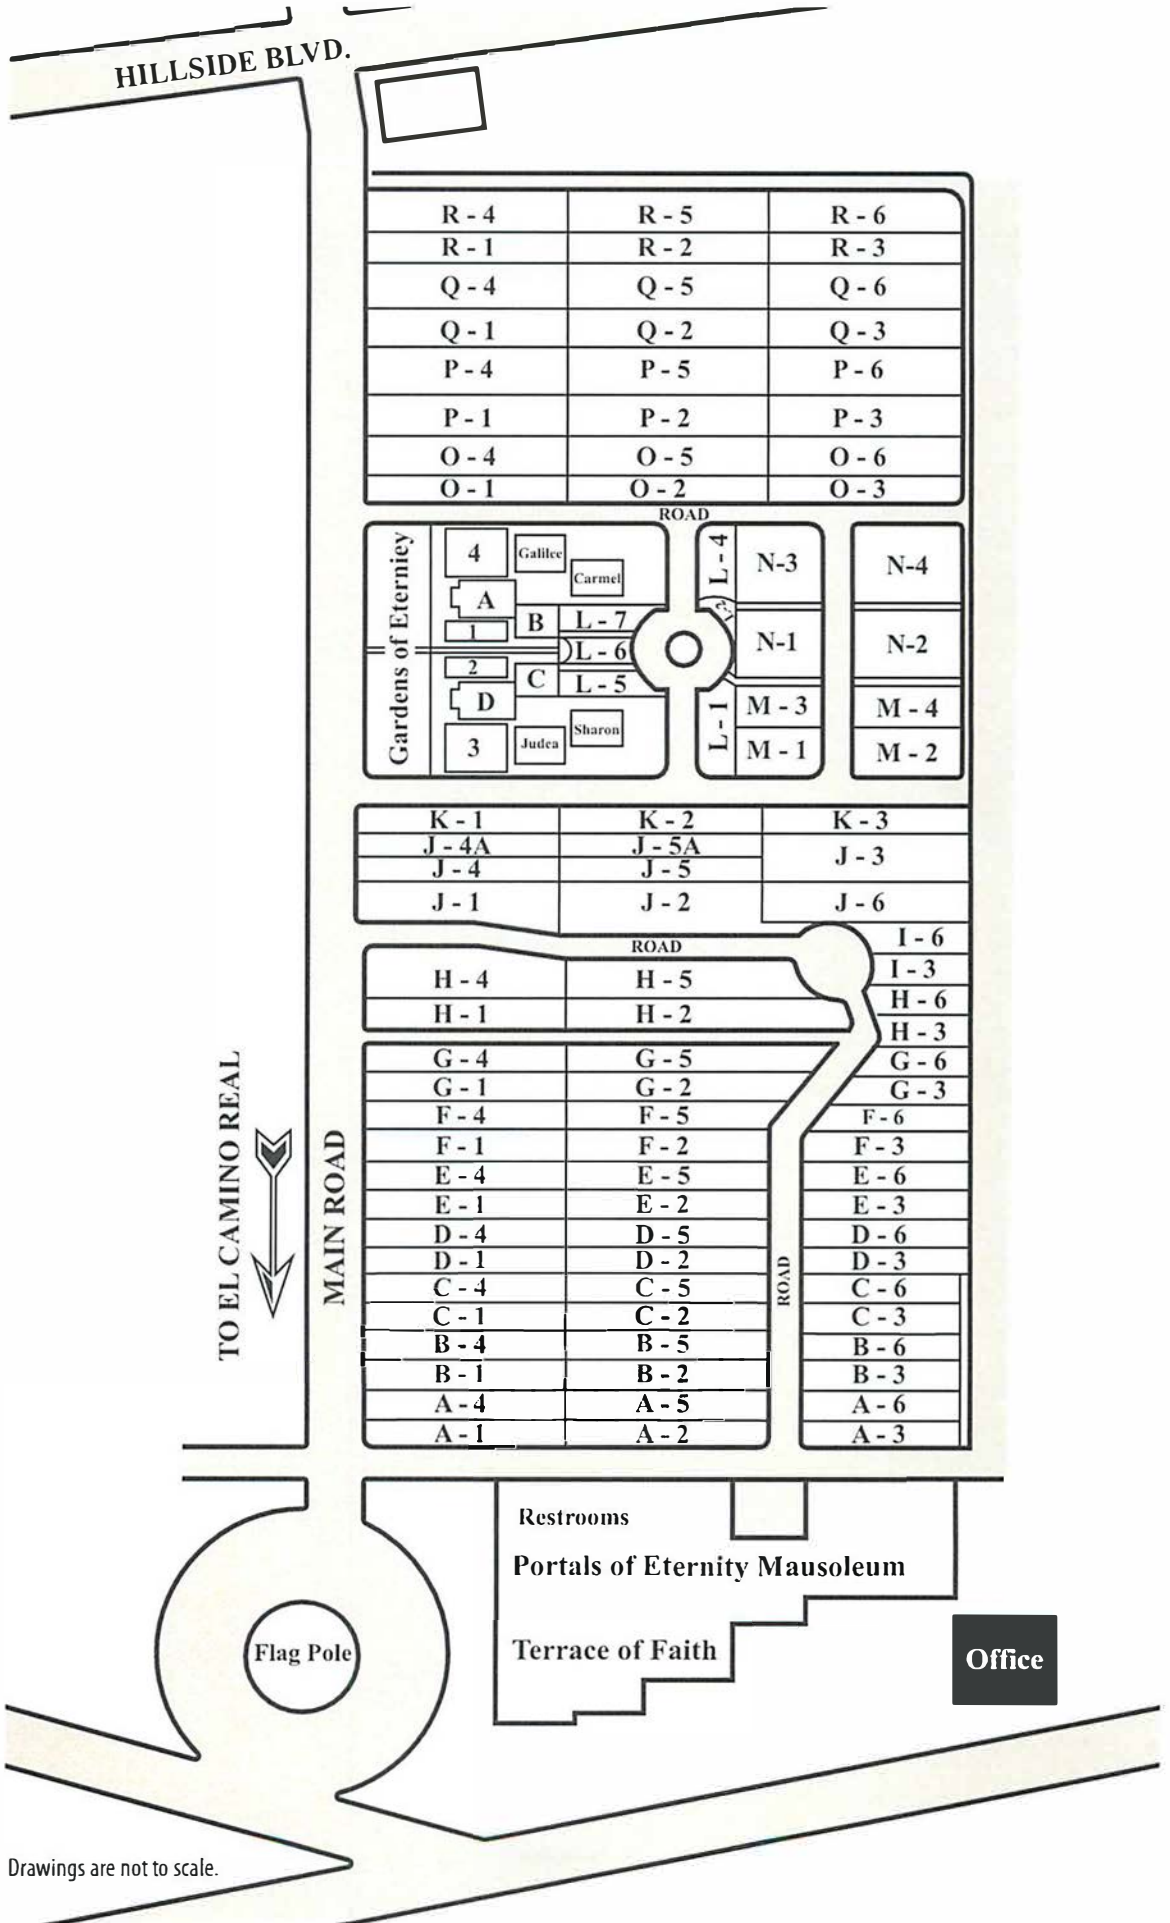 HILLSIDE BLVD.
R - 4 R - 5 R - 6
R - 1 R - 2 R - 3
Q - 4 Q - 5 Q - 6
Q - 1 Q - 2 Q - 3
P - 4 P - 5 P - 6
P - 1 P - 2 P - 3
O - 4 O - 5 O - 6
O - 1 O - 2 O - 3
ROAD
Gardens of Eterniey
4
Galilee
Carmel
A
1
B
L - 7
L - 6
2
C
L - 5
D
3
Judea
Sharon
L - 4
N-3
N-4
N-1
N-2
L - 1
M - 3
M - 4
M - 1
M - 2
K - 1 K - 2 K - 3
J - 4A J - 5A
J - 3
J - 4 J - 5
J - 1 J - 2 J - 6
ROAD
I - 6
I - 3
H - 4 H - 5
H - 6
H - 1 H - 2
H - 3
G - 4 G - 5 G - 6
G - 1 G - 2 G - 3
F - 4 F - 5 F - 6
F - 1 F - 2 F - 3
E - 4 E - 5 E - 6
E - 1 E - 2 E - 3
D - 4 D - 5 D - 6
D - 1 D - 2 D - 3
C - 4 C - 5 C - 6
C - 1 C - 2 C - 3
B - 4 B - 5 B - 6
B - 1 B - 2 B - 3
A - 4 A - 5 A - 6
A - 1 A - 2 A - 3
ROAD
TO EL CAMINO REAL
MAIN ROAD
Restrooms
Portals of Eternity Mausoleum
Terrace of Faith
Flag Pole
Office
Drawings are not to scale.